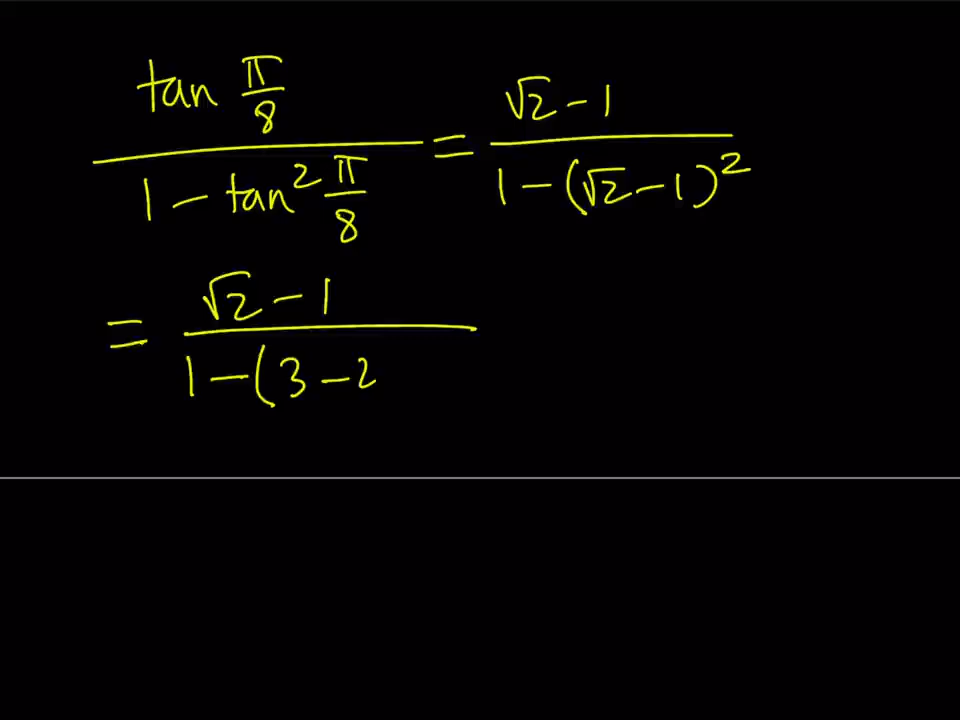 tan π/8 / 1 - tan² π/8 = √2 - 1 / 1 - (√2 - 1)²
= √2 - 1 / 1 - (3 - 2